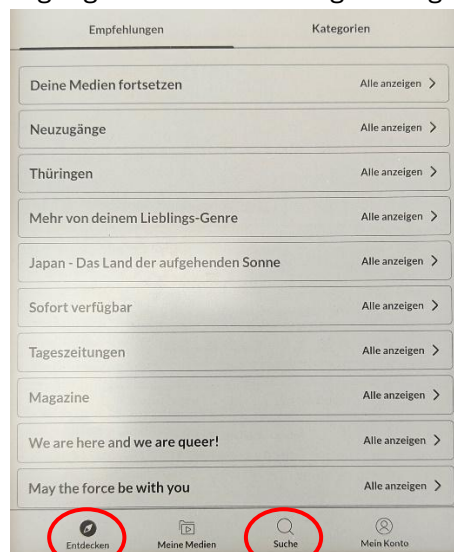 Empfehlungen Kategorien
Deine Medien fortsetzen Alle anzeigen
Neuzugänge Alle anzeigen
Thüringen Alle anzeigen
Mehr von deinem Lieblings-Genre Alle anzeigen
Japan - Das Land der aufgehenden Sonne Alle anzeigen
Sofort verfügbar Alle anzeigen
Tageszeitungen Alle anzeigen
Magazine Alle anzeigen
We are here and we are queer! Alle anzeigen
May the force be with you Alle anzeigen
Entdecken Meine Medien Suche Mein Konto